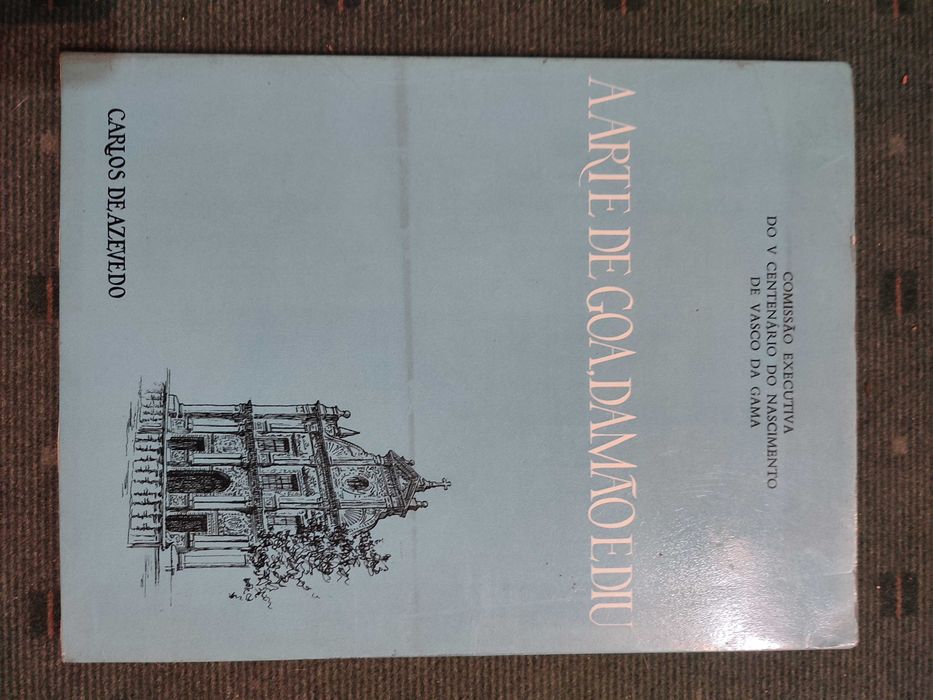 COMISSÃO EXECUTIVA
DO V CENTENÁRIO DO NASCIMENTO
DE VASCO DA GAMA
A ARTE DE GOA, DAMÃO E DIU
CARLOS DE AZEVEDO